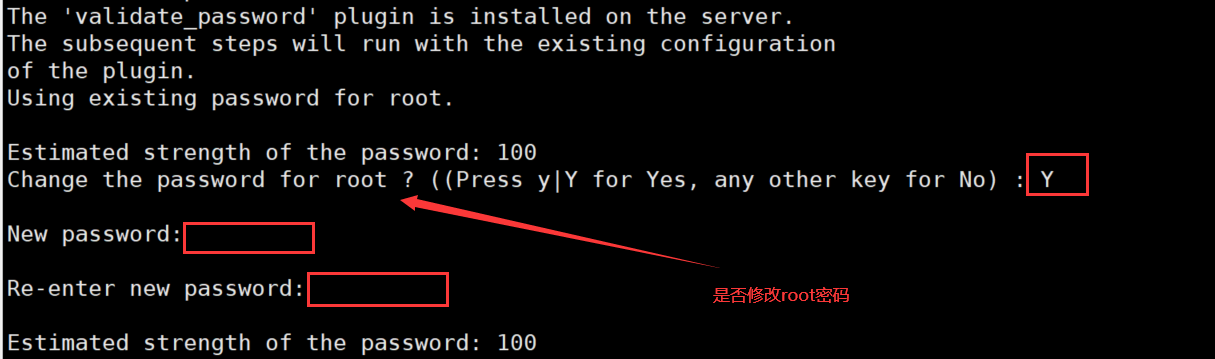 The 'validate_password' plugin is installed on the server.
The subsequent steps will run with the existing configuration
of the plugin.
Using existing password for root.
Estimated strength of the password: 100
Change the password for root ? ((Press y|Y for Yes, any other key for No) : Y
New password:
是否修改root密码
Re-enter new password:
Estimated strength of the password: 100